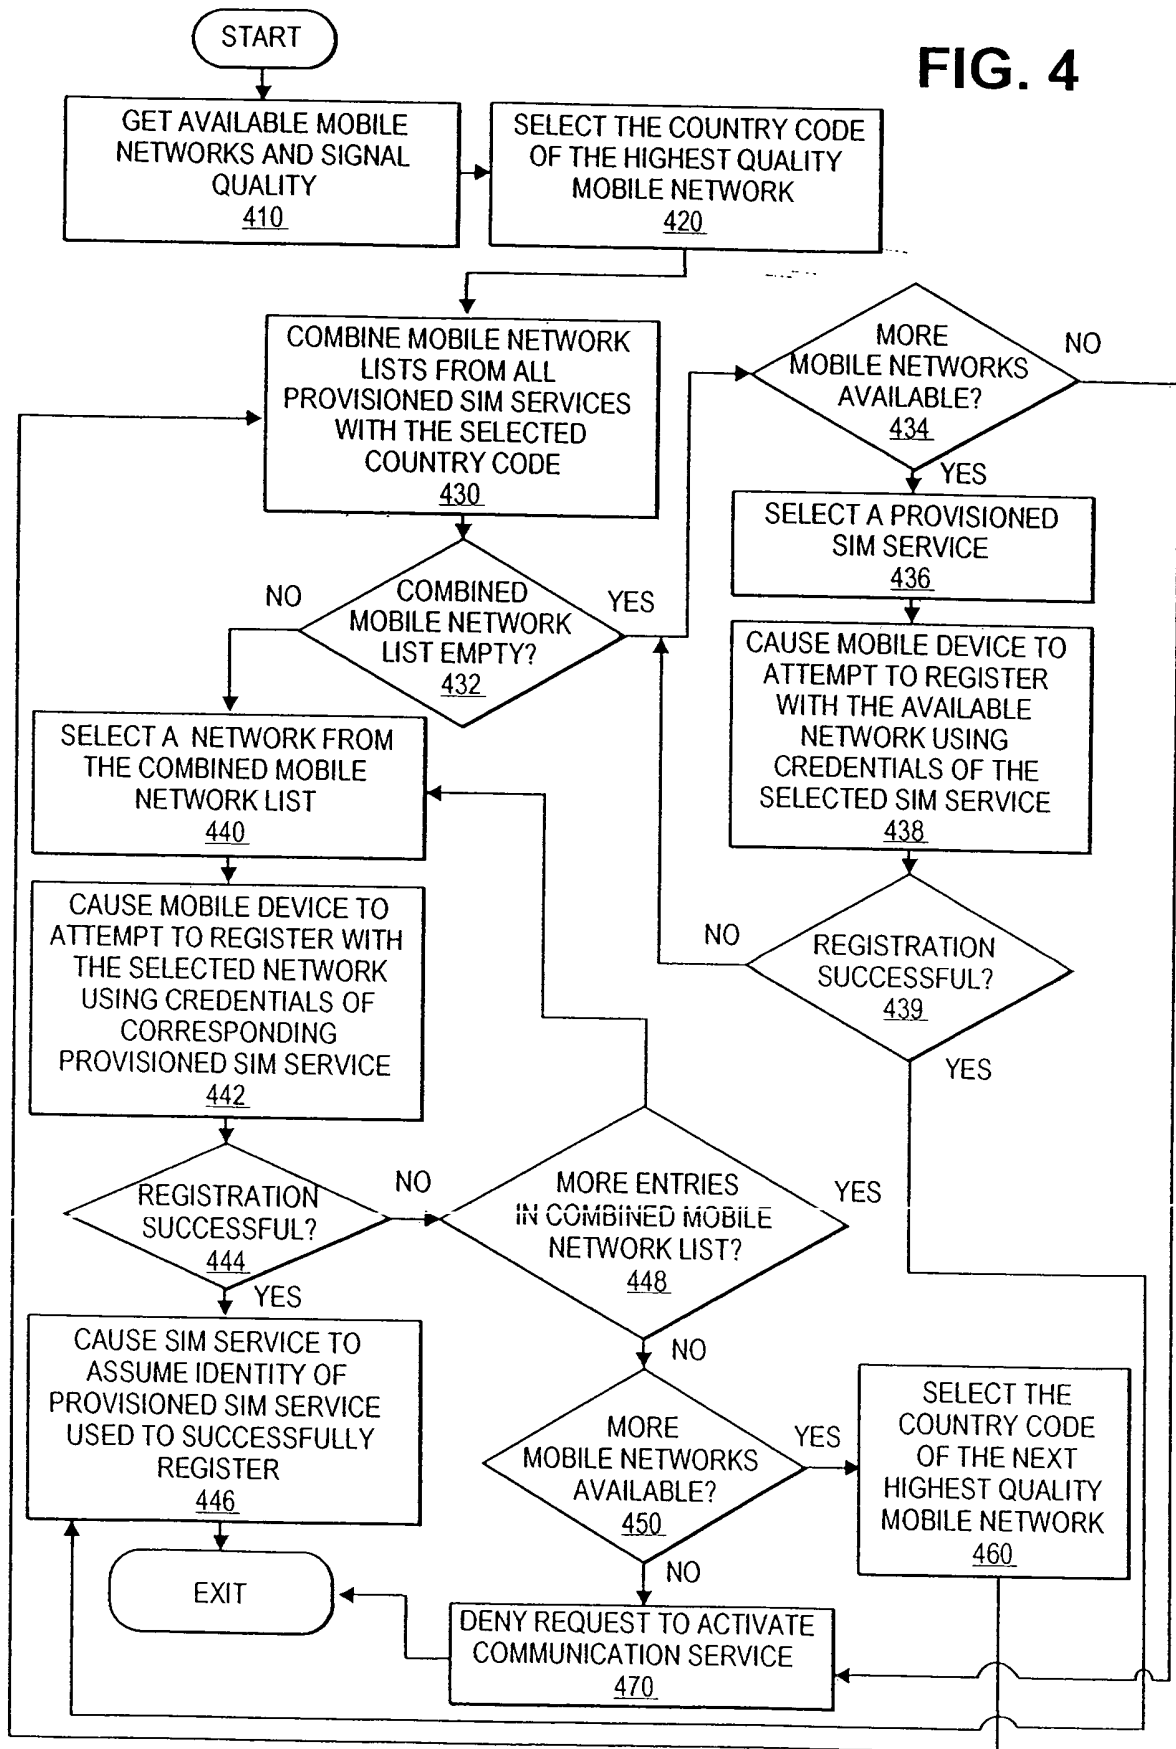 START
FIG. 4
GET AVAILABLE MOBILE
NETWORKS AND SIGNAL
QUALITY
410
SELECT THE COUNTRY CODE
OF THE HIGHEST QUALITY
MOBILE NETWORK
420
COMBINE MOBILE NETWORK
LISTS FROM ALL
PROVISIONED SIM SERVICES
WITH THE SELECTED
COUNTRY CODE
430
MORE
MOBILE NETWORKS
AVAILABLE?
434
NO
YES
SELECT A PROVISIONED
SIM SERVICE
436
COMBINED
MOBILE NETWORK
LIST EMPTY?
432
NO
YES
CAUSE MOBILE DEVICE TO
ATTEMPT TO REGISTER
WITH THE AVAILABLE
NETWORK USING
CREDENTIALS OF THE
SELECTED SIM SERVICE
438
SELECT A NETWORK FROM
THE COMBINED MOBILE
NETWORK LIST
440
CAUSE MOBILE DEVICE TO
ATTEMPT TO REGISTER WITH
THE SELECTED NETWORK
USING CREDENTIALS OF
CORRESPONDING
PROVISIONED SIM SERVICE
442
NO
REGISTRATION
SUCCESSFUL?
439
YES
REGISTRATION
SUCCESSFUL?
444
NO
YES
MORE ENTRIES
IN COMBINED MOBILE
NETWORK LIST?
448
YES
NO
CAUSE SIM SERVICE TO
ASSUME IDENTITY OF
PROVISIONED SIM SERVICE
USED TO SUCCESSFULLY
REGISTER
446
MORE
MOBILE NETWORKS
AVAILABLE?
450
YES
NO
SELECT THE
COUNTRY CODE
OF THE NEXT
HIGHEST QUALITY
MOBILE NETWORK
460
EXIT
DENY REQUEST TO ACTIVATE
COMMUNICATION SERVICE
470